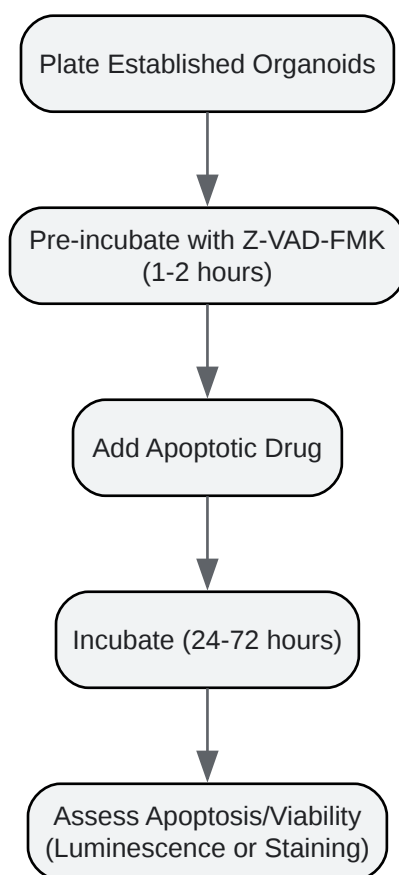 Plate Established Organoids
Pre-incubate with Z-VAD-FMK
(1-2 hours)
Add Apoptotic Drug
Incubate (24-72 hours)
Assess Apoptosis/Viability
(Luminescence or Staining)